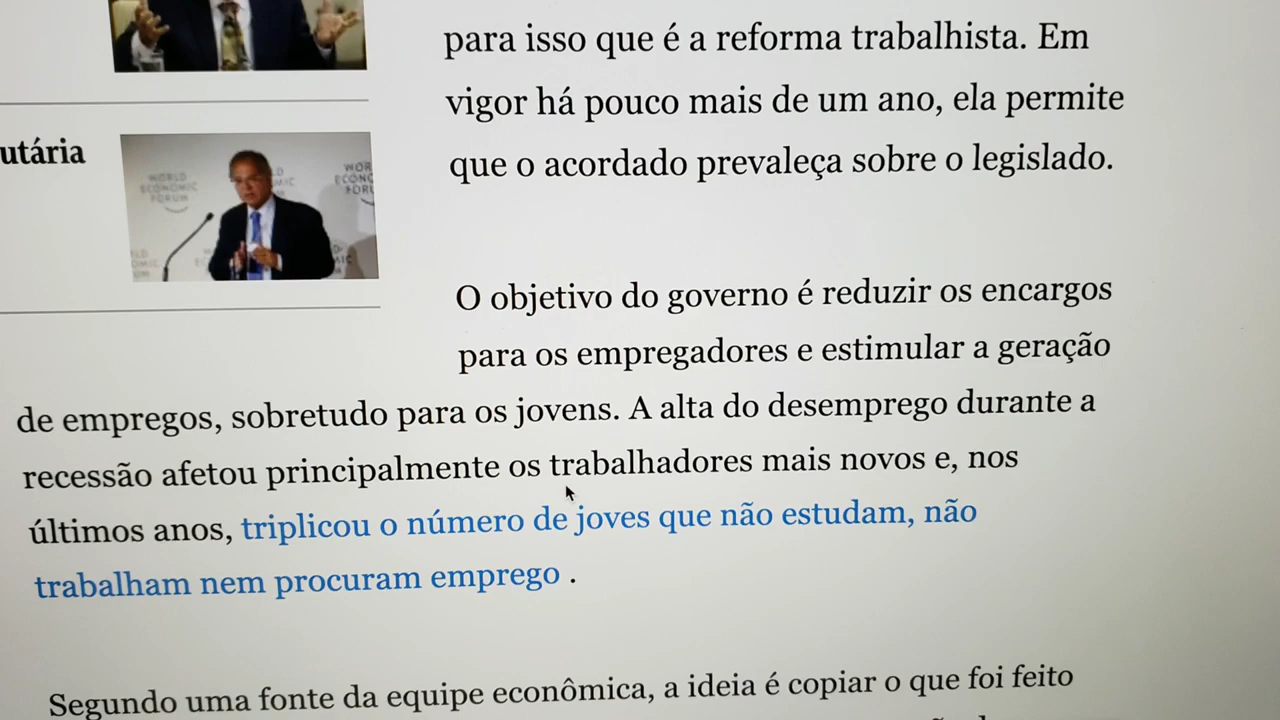 para isso que é a reforma trabalhista. Em
vigor há pouco mais de um ano, ela permite
que o acordado prevaleça sobre o legislado.
utária
WORLD
ECONOMIC
FORUM
O objetivo do governo é reduzir os encargos
para os empregadores e estimular a geração
de empregos, sobretudo para os jovens. A alta do desemprego durante a
recessão afetou principalmente os trabalhadores mais novos e, nos
últimos anos, triplicou o número de joves que não estudam, não
trabalham nem procuram emprego .
Segundo uma fonte da equipe econômica, a ideia é copiar o que foi feito